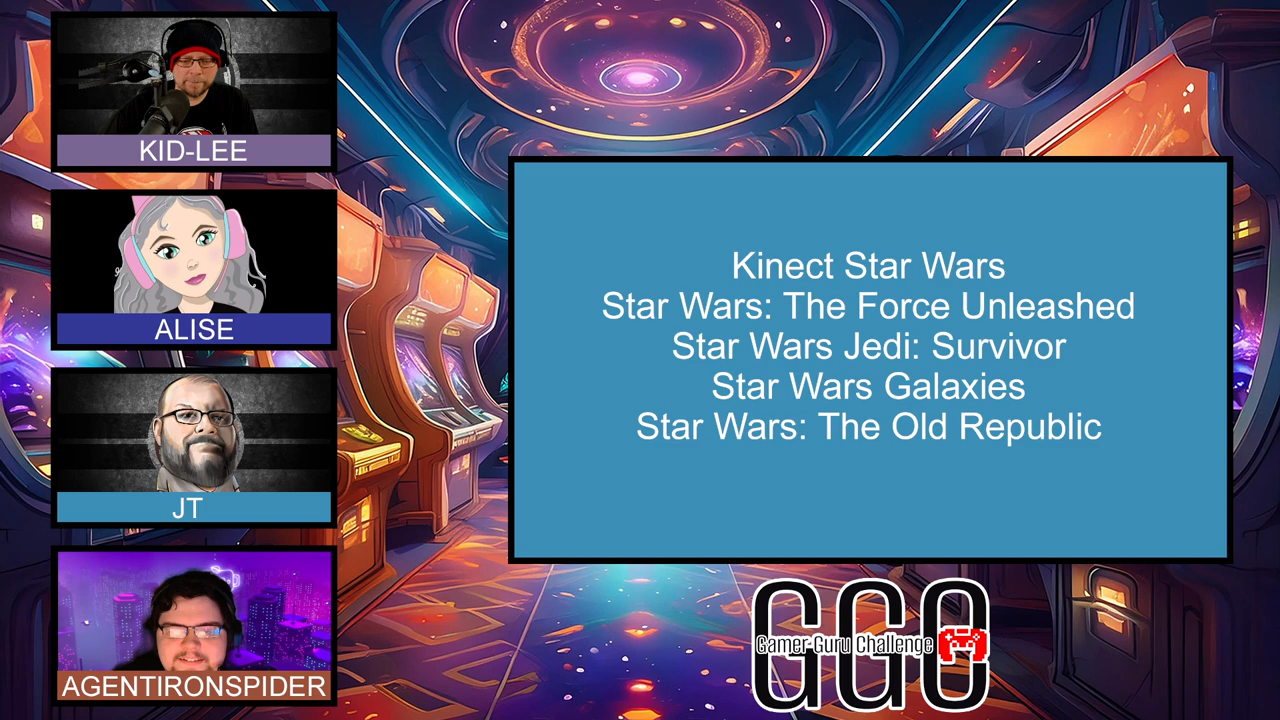 KID-LEE
ALISE
JT
AGENTIRONSPIDER
Kinect Star Wars
Star Wars: The Force Unleashed
Star Wars Jedi: Survivor
Star Wars Galaxies
Star Wars: The Old Republic
GGC
Gamer Guru Challenge